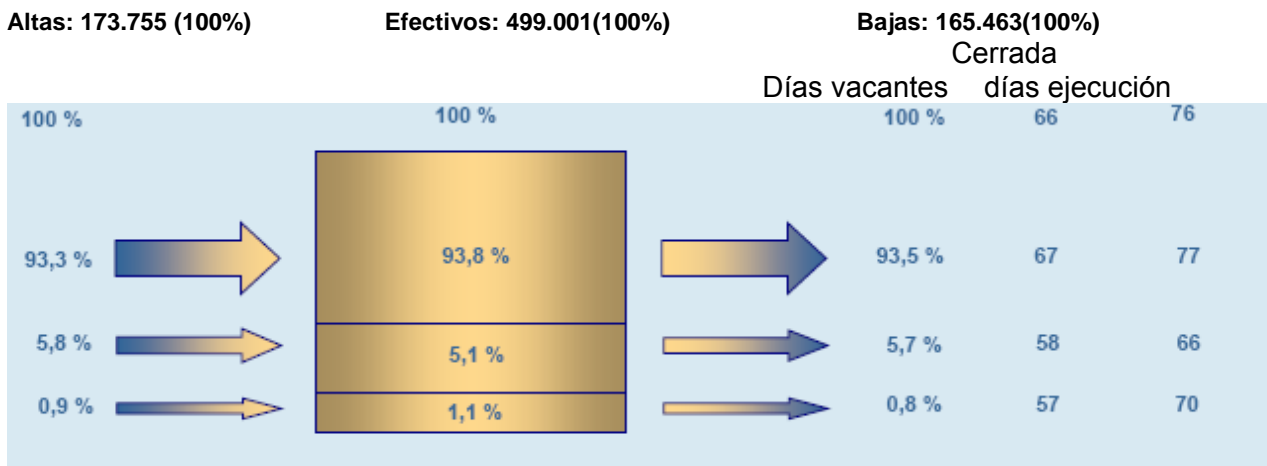 Altas: 173.755 (100%) Efectivos: 499.001(100%) Bajas: 165.463(100%)
Cerrada
Días vacantes días ejecución
100 % 100 % 100 % 66 76
93,3 % 93,8 % 93,5 % 67 77
5,8 % 5,1 % 5,7 % 58 66
0,9 % 1,1 % 0,8 % 57 70